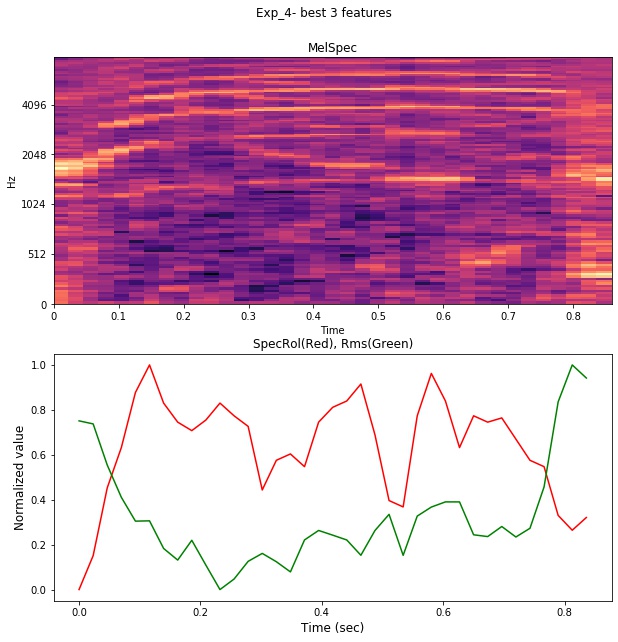 Exp_4- best 3 features
MelSpec
4096
2048
1024
512
0
Hz
0 0.1 0.2 0.3 0.4 0.5 0.6 0.7 0.8
Time
SpecRol(Red), Rms(Green)
1.0
0.8
0.6
0.4
0.2
0.0
Normalized value
0.0 0.2 0.4 0.6 0.8
Time (sec)